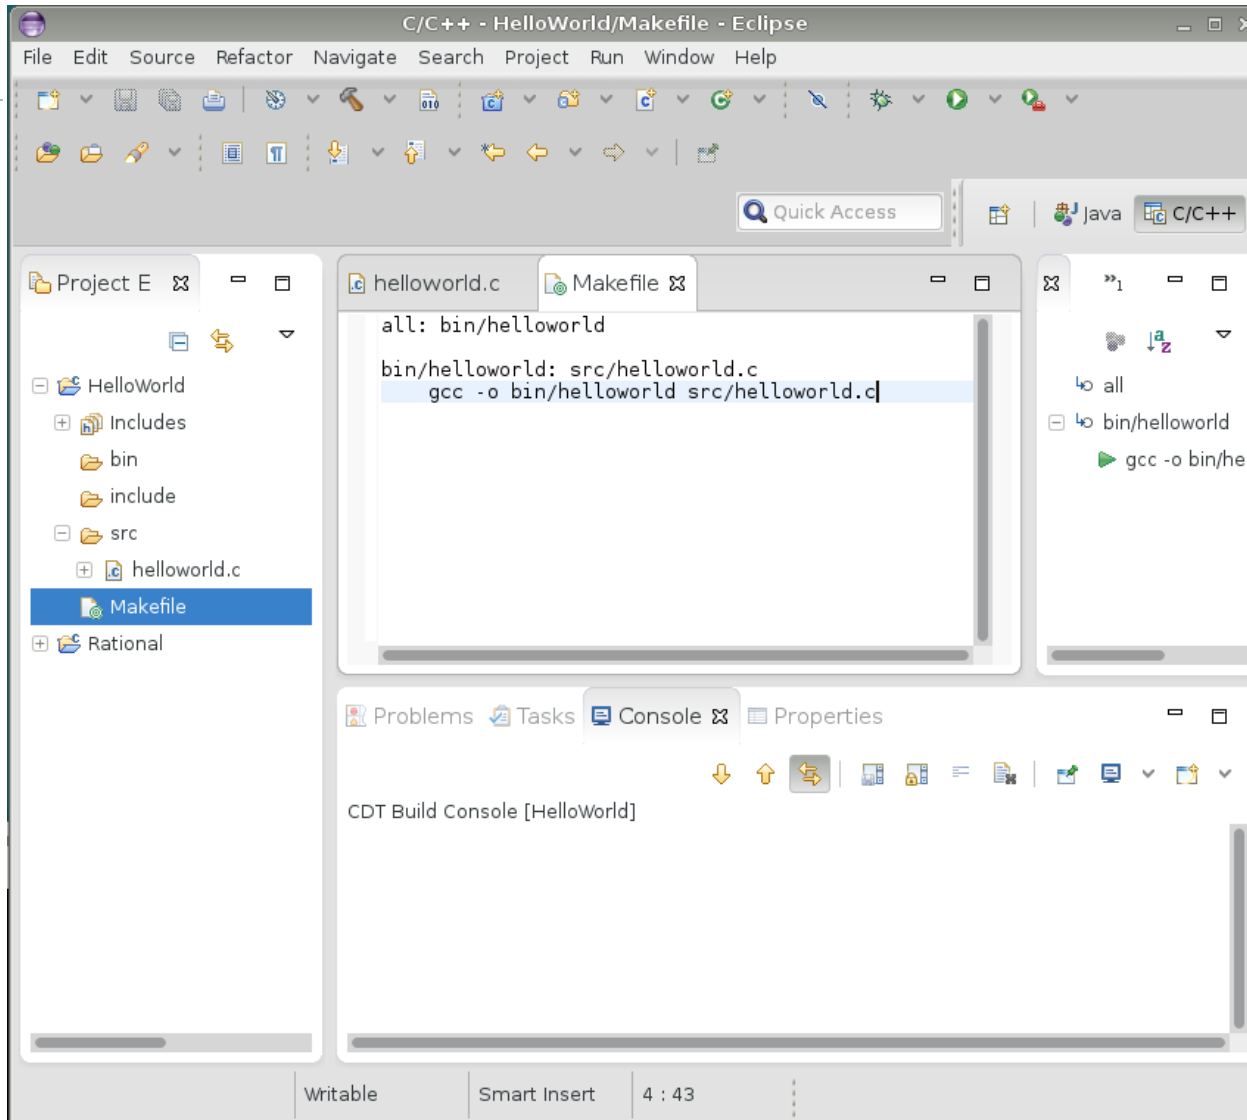 C/C++ - HelloWorld/Makefile - Eclipse
File Edit Source Refactor Navigate Search Project Run Window Help
010
Quick Access
Java
C/C++
Project E
helloworld.c
Makefile
»1
all: bin/helloworld
bin/helloworld: src/helloworld.c
gcc -o bin/helloworld src/helloworld.c
HelloWorld
Includes
bin
include
src
helloworld.c
Makefile
Rational
all
bin/helloworld
gcc -o bin/he
Problems Tasks Console Properties
CDT Build Console [HelloWorld]
Writable Smart Insert 4 : 43